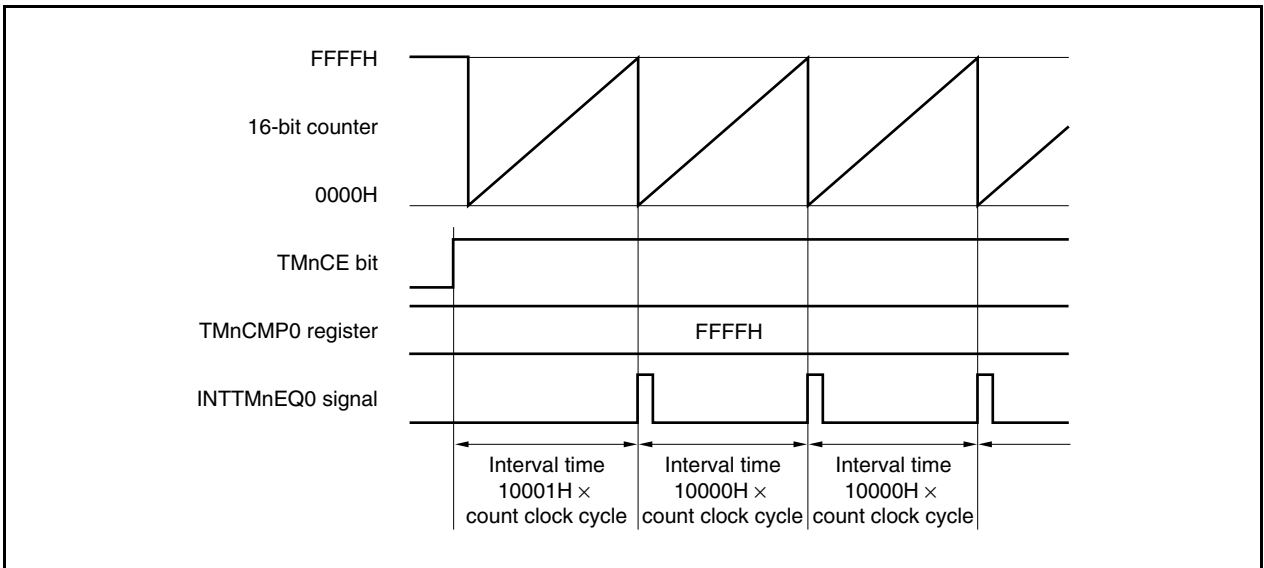 FFFFH
16-bit counter
0000H
TMnCE bit
TMnCMP0 register
FFFFH
INTTMnEQ0 signal
Interval time
10001H ×
count clock cycle
Interval time
10000H ×
count clock cycle
Interval time
10000H ×
count clock cycle